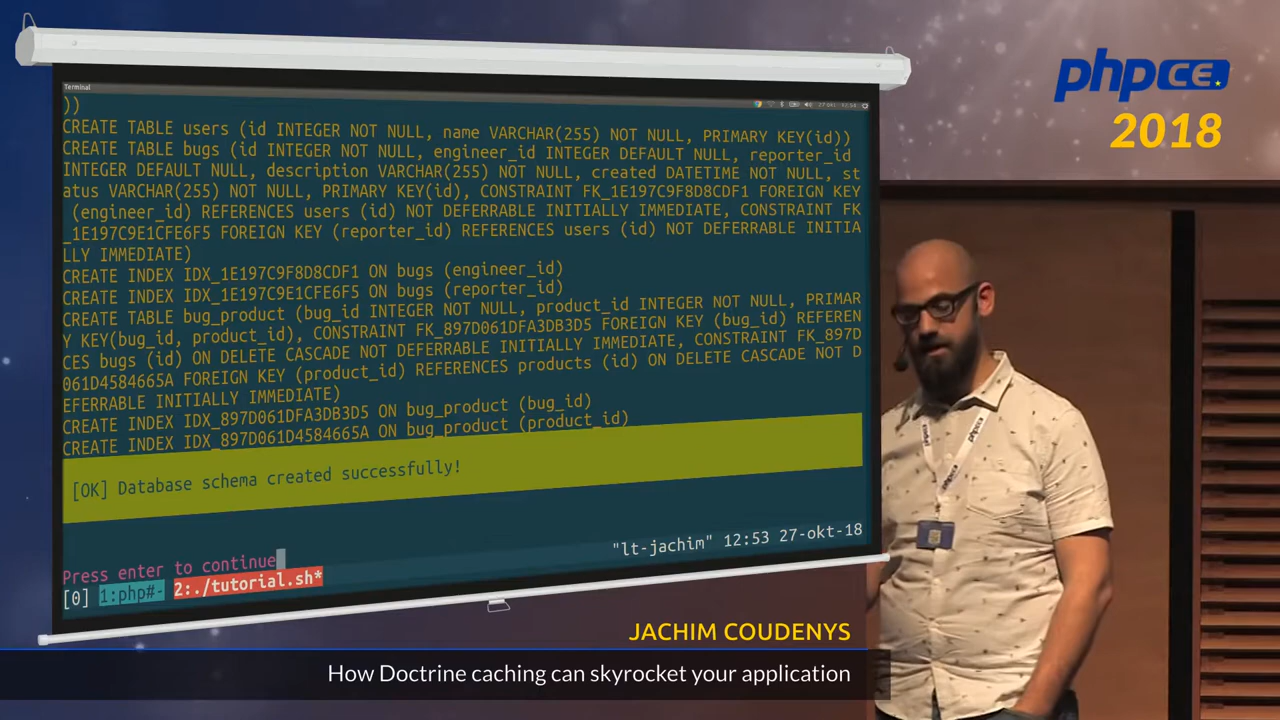 Terminal
))
CREATE TABLE users (id INTEGER NOT NULL, name VARCHAR(255) NOT NULL, PRIMARY KEY(id))
CREATE TABLE bugs (id INTEGER NOT NULL, engineer_id INTEGER DEFAULT NULL, reporter_id
INTEGER DEFAULT NULL, description VARCHAR(255) NOT NULL, created DATETIME NOT NULL, st
atus VARCHAR(255) NOT NULL, PRIMARY KEY(id), CONSTRAINT FK_1E197C9F8D8CDF1 FOREIGN KEY
(engineer_id) REFERENCES users (id) NOT DEFERRABLE INITIALLY IMMEDIATE, CONSTRAINT FK
_1E197C9E1CFE6F5 FOREIGN KEY (reporter_id) REFERENCES users (id) NOT DEFERRABLE INITIA
LLY IMMEDIATE)
CREATE INDEX IDX_1E197C9F8D8CDF1 ON bugs (engineer_id)
CREATE INDEX IDX_1E197C9E1CFE6F5 ON bugs (reporter_id)
CREATE TABLE bug_product (bug_id INTEGER NOT NULL, product_id INTEGER NOT NULL, PRIMAR
Y KEY(bug_id, product_id), CONSTRAINT FK_897D061DFA3DB3D5 FOREIGN KEY (bug_id) REFEREN
CES bugs (id) ON DELETE CASCADE NOT DEFERRABLE INITIALLY IMMEDIATE, CONSTRAINT FK_897D
061D4584665A FOREIGN KEY (product_id) REFERENCES products (id) ON DELETE CASCADE NOT D
EFERRABLE INITIALLY IMMEDIATE)
CREATE INDEX IDX_897D061DFA3DB3D5 ON bug_product (bug_id)
CREATE INDEX IDX_897D061D4584665A ON bug_product (product_id)
[OK] Database schema created successfully!
Press enter to continue
[0] 1:php#- 2:./tutorial.sh* "lt-jachim" 12:53 27-okt-18
phpce
2018
phpce
JACHIM COUDENYS
How Doctrine caching can skyrocket your application